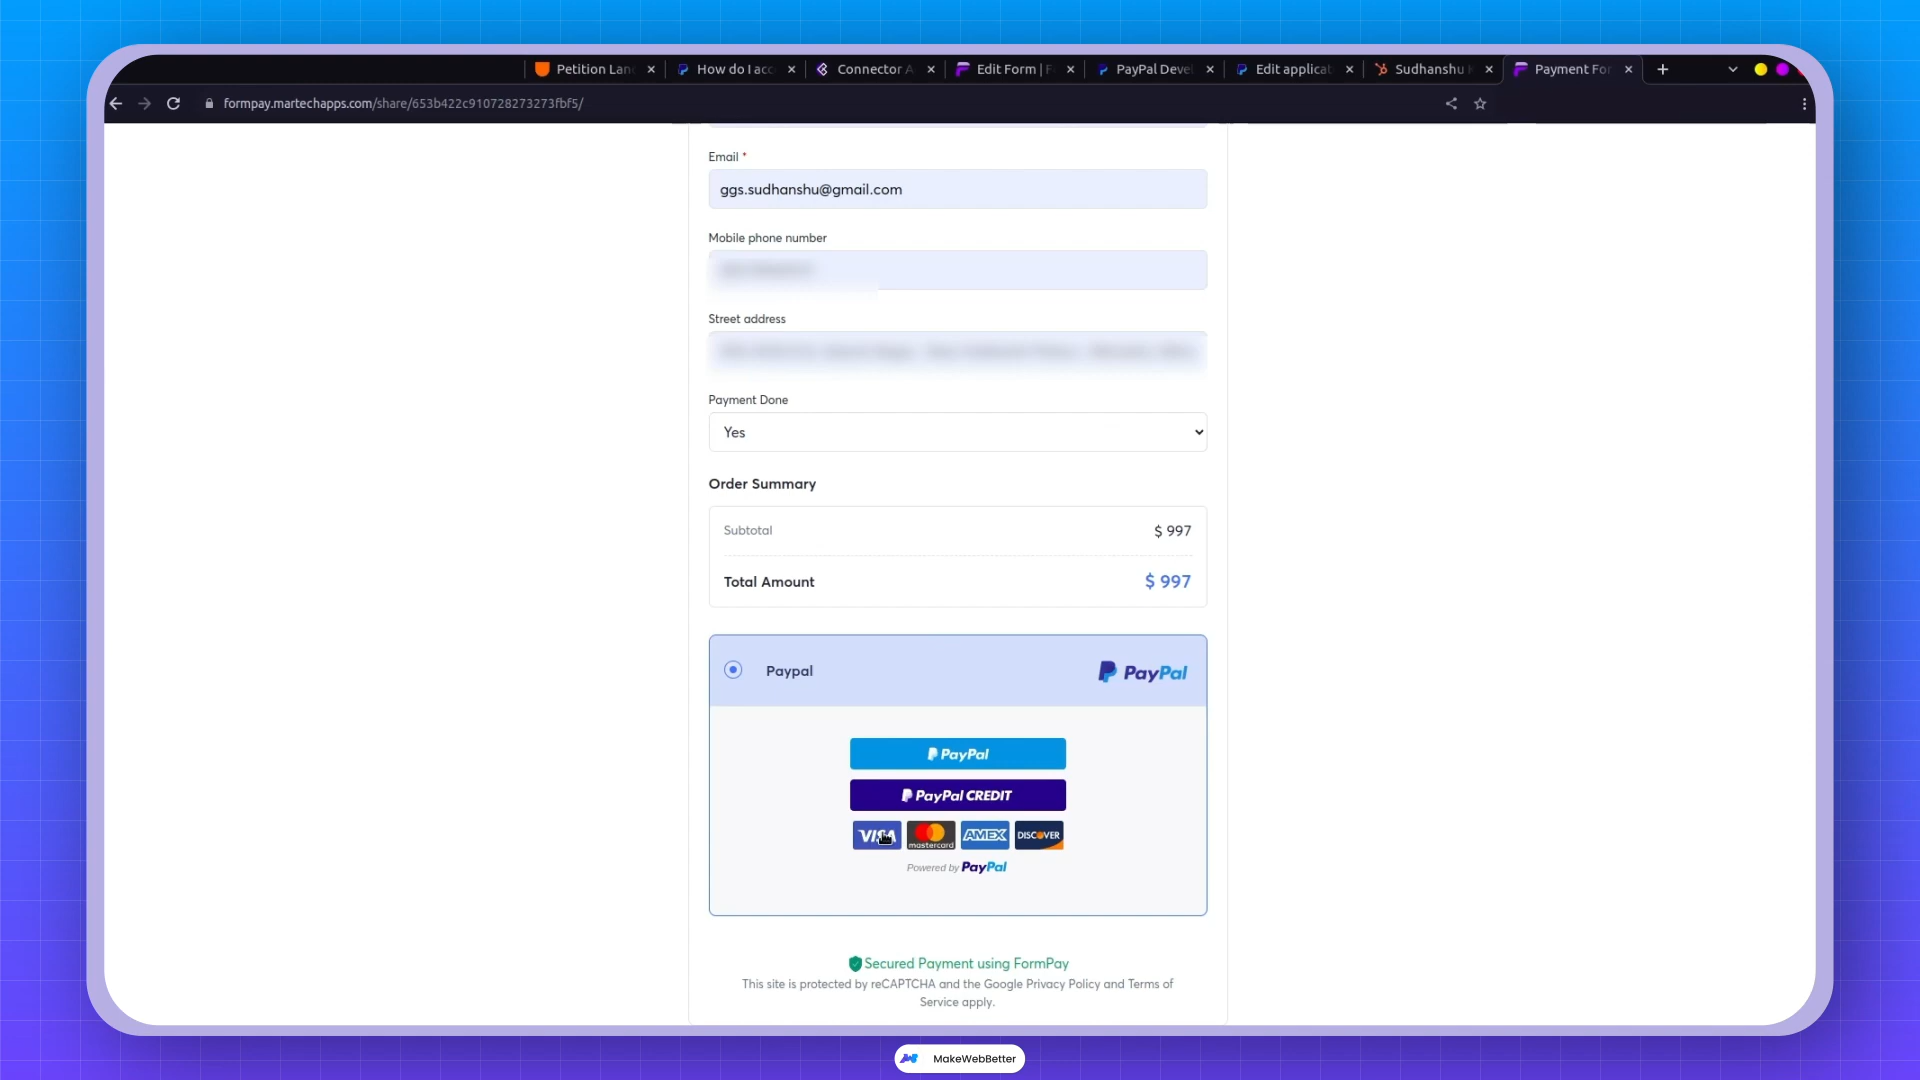 Petition Lan
How do I acc
Connector A
Edit Form | F
PayPal Deve
Edit applicat
Sudhanshu
Payment For
formpay.martechapps.com/share/653b422c910728273273fbf5/
Email *
ggs.sudhanshu@gmail.com
Mobile phone number
Street address
Payment Done
Yes
Order Summary
Subtotal $ 997
Total Amount $ 997
Paypal PayPal
PayPal
PayPal CREDIT
VISA mastercard AMEX DISCOVER
Powered by PayPal
Secured Payment using FormPay
This site is protected by reCAPTCHA and the Google Privacy Policy and Terms of
Service apply.
MakeWebBetter